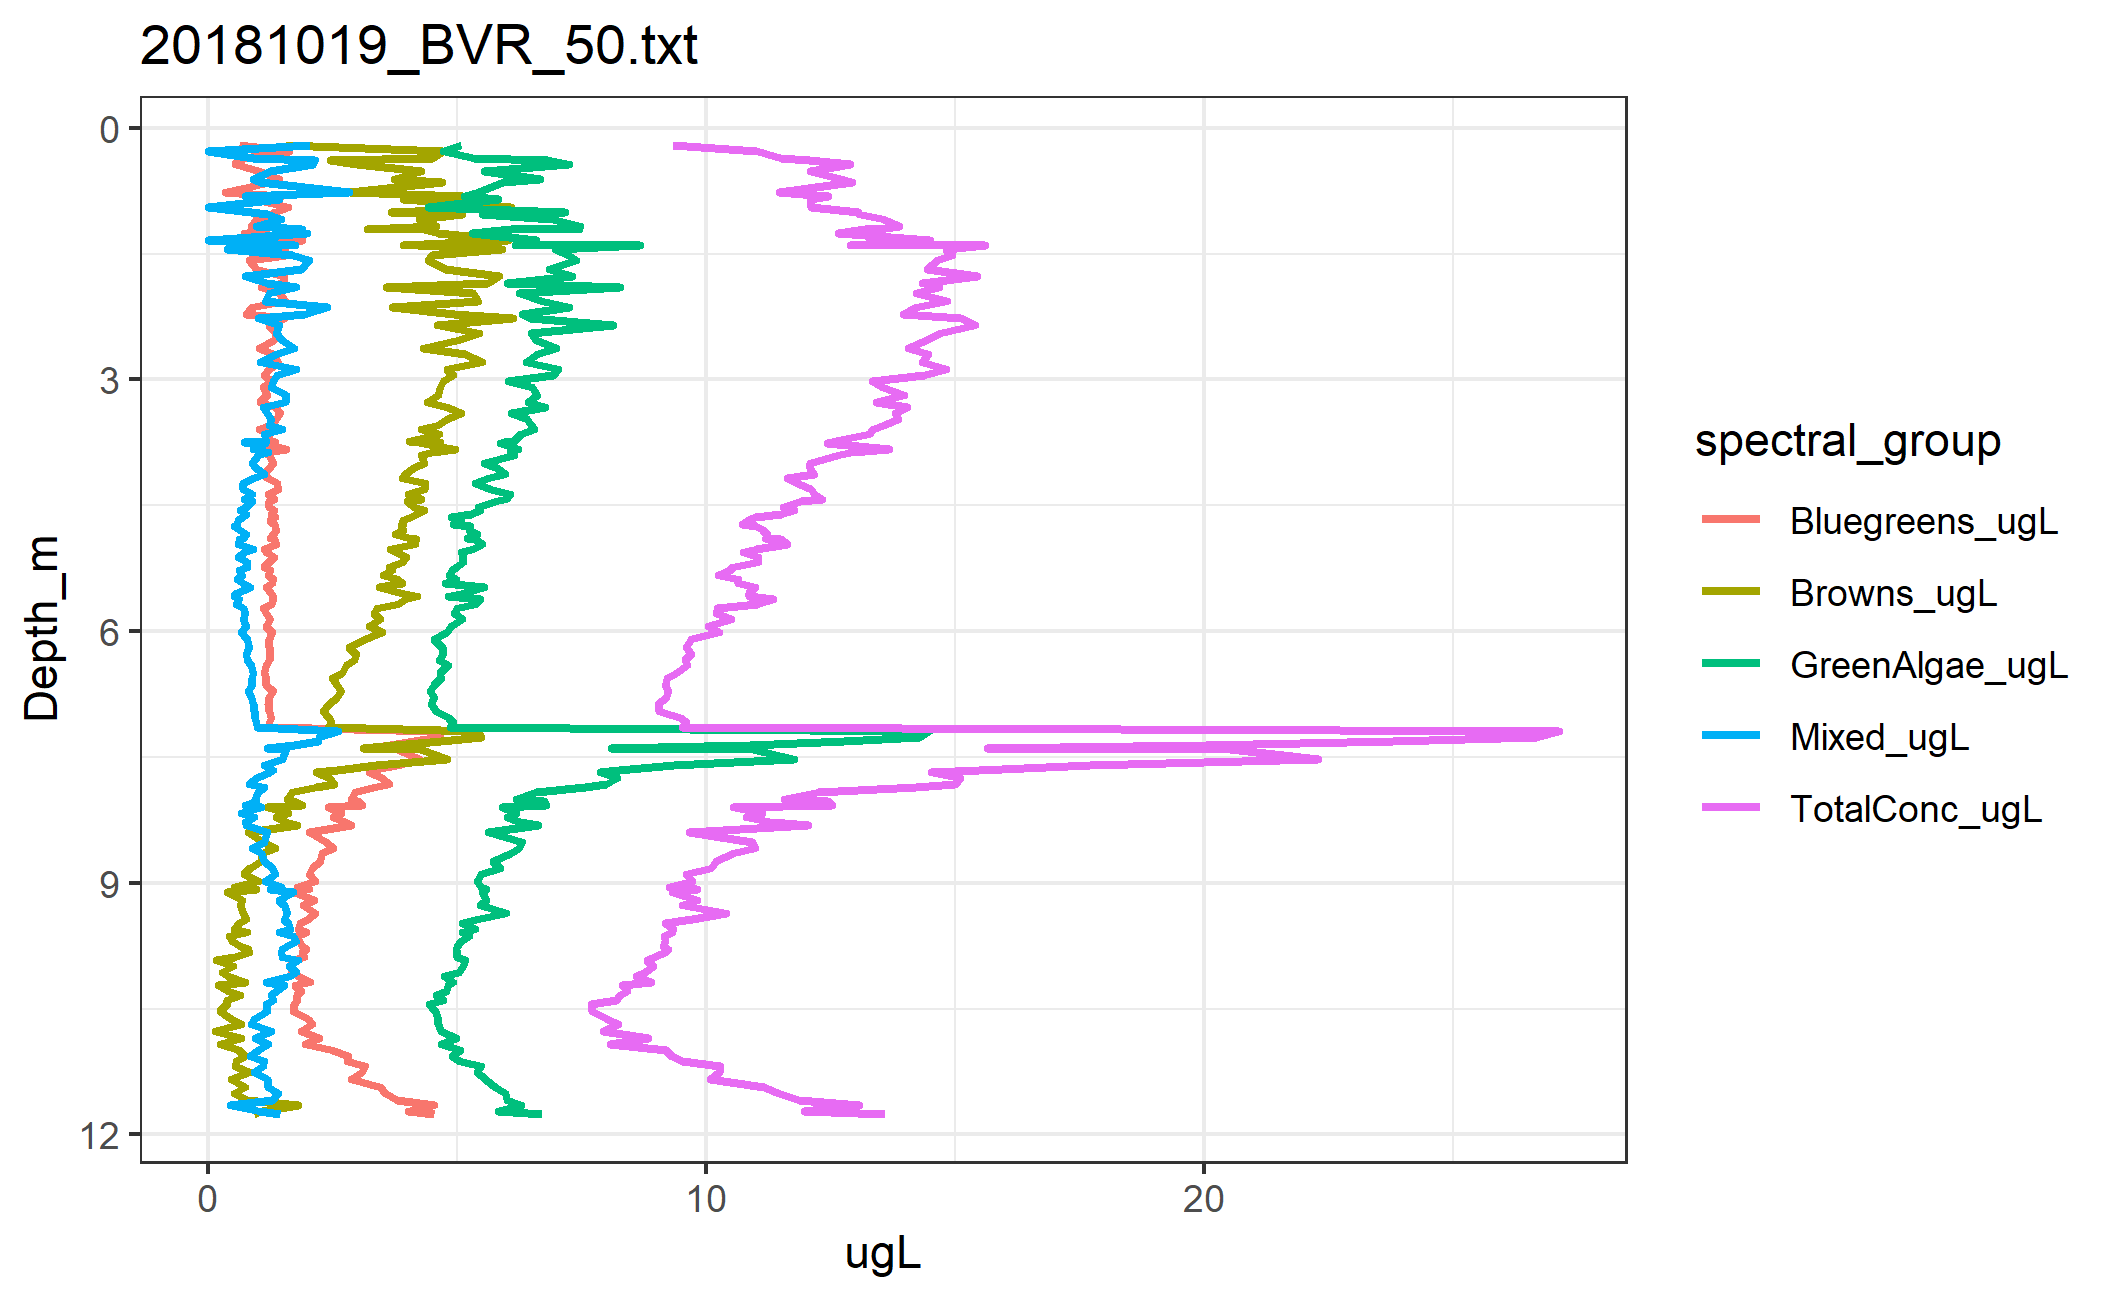 20181019_BVR_50.txt
0
3
6
9
12
Depth_m
0
10
20
ugL
spectral_group
Bluegreens_ugL
Browns_ugL
GreenAlgae_ugL
Mixed_ugL
TotalConc_ugL